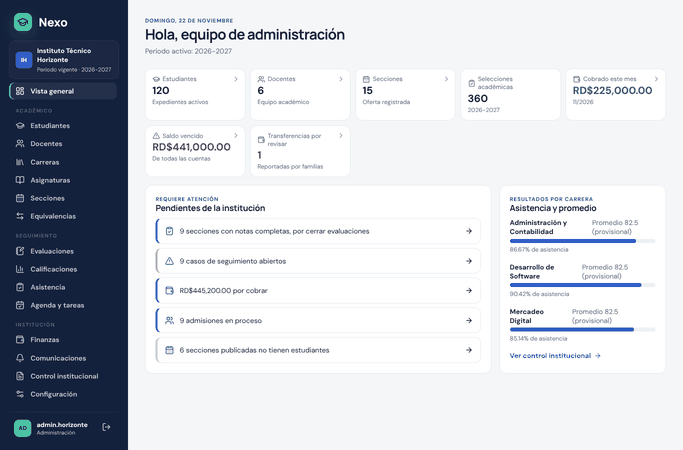 Nexo
IH
Instituto Técnico
Horizonte
Periodo vigente · 2026-2027
Vista general
ACADÉMICO
Estudiantes
Docentes
Carreras
Asignaturas
Secciones
Equivalencias
SEGUIMIENTO
Evaluaciones
Calificaciones
Asistencia
Agenda y tareas
INSTITUCIÓN
Finanzas
Comunicaciones
Control institucional
Configuración
AD
admin.horizonte
Administración
DOMINGO, 22 DE NOVIEMBRE
Hola, equipo de administración
Periodo activo: 2026-2027
Estudiantes
120
Expedientes activos
Docentes
6
Equipo académico
Secciones
15
Oferta registrada
Selecciones
académicas
360
2026-2027
Cobrado este mes
RD$225,000.00
11/2026
Saldo vencido
RD$441,000.00
De todas las cuentas
Transferencias por
revisar
1
Reportadas por familias
REQUIERE ATENCIÓN
Pendientes de la institución
9 secciones con notas completas, por cerrar evaluaciones
9 casos de seguimiento abiertos
RD$445,200.00 por cobrar
9 admisiones en proceso
6 secciones publicadas no tienen estudiantes
RESULTADOS POR CARRERA
Asistencia y promedio
Administración y
Contabilidad
Promedio 82.5
(provisional)
86.67% de asistencia
Desarrollo de
Software
Promedio 82.5
(provisional)
90.42% de asistencia
Mercadeo
Digital
Promedio 82.5
(provisional)
85.14% de asistencia
Ver control institucional